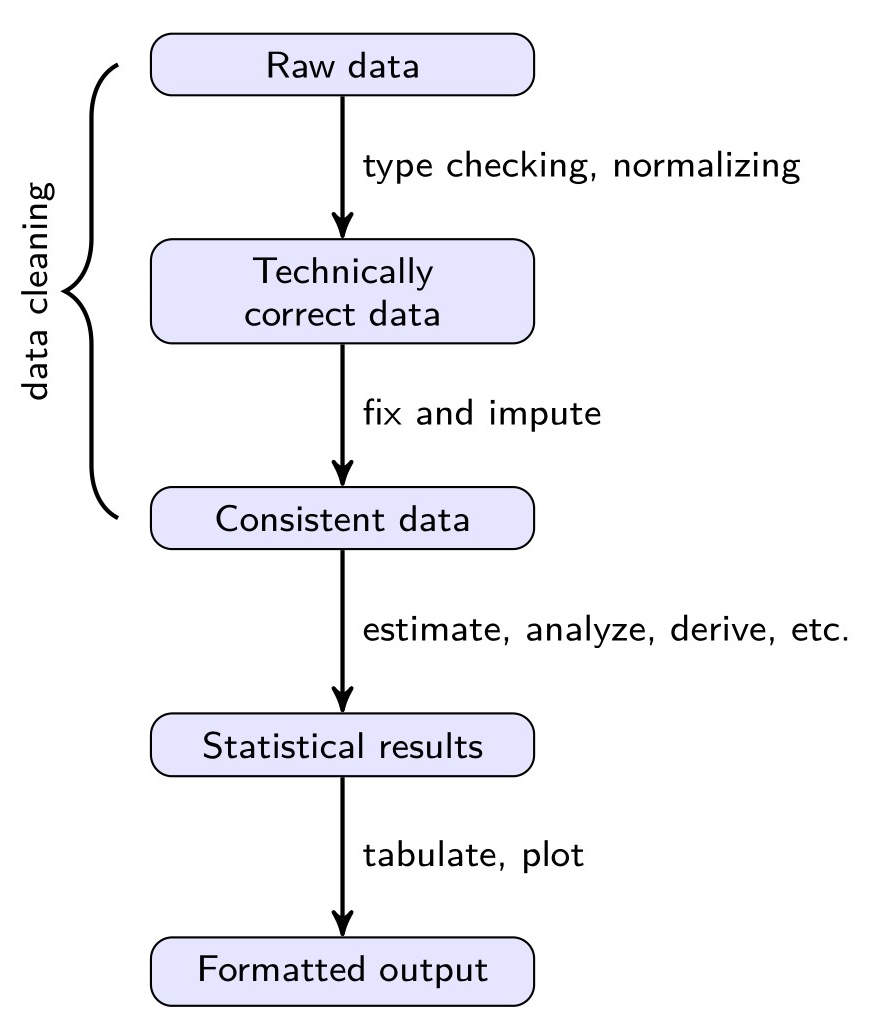 Raw data
type checking, normalizing
data cleaning
Technically
correct data
fix and impute
Consistent data
estimate, analyze, derive, etc.
Statistical results
tabulate, plot
Formatted output